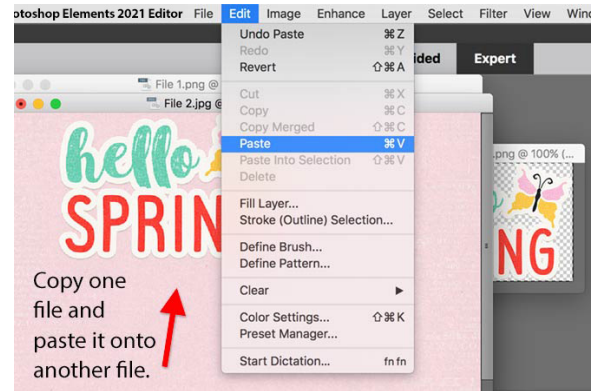 otoshop Elements 2021 Editor File Edit Image Enhance Layer Select Filter View Wind
Undo Paste ⌘Z
Redo ⌘Y
Revert ⇧⌘A
ided Expert
Cut ⌘X
Copy ⌘C
Copy Merged ⇧⌘C
Paste ⌘V
Paste Into Selection ⇧⌘V
Delete
Fill Layer...
Stroke (Outline) Selection...
Define Brush...
Define Pattern...
Clear ▶
Color Settings... ⇧⌘K
Preset Manager...
Start Dictation... fn fn
File 1.png @
File 2.jpg @
.png @ 100% (...
hello
SPRIN
NG
Copy one
file and
paste it onto
another file.